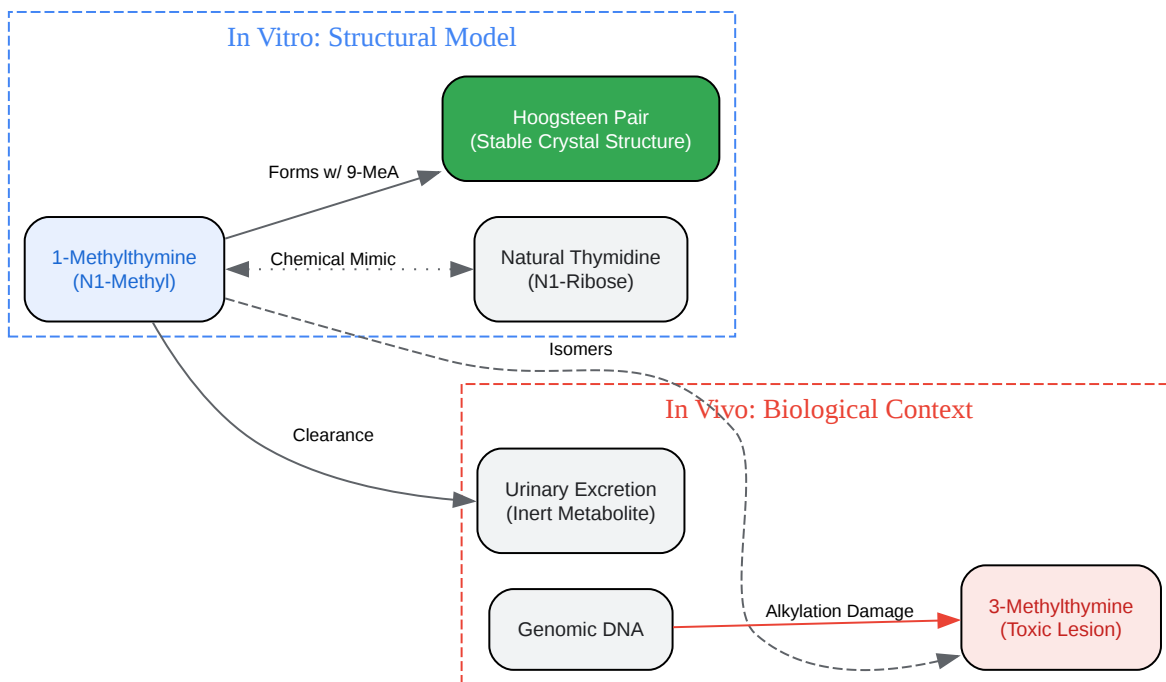 In Vitro: Structural Model
Hoogsteen Pair
(Stable Crystal Structure)
Forms w/ 9-MeA
1-Methylthymine
(N1-Methyl)
Chemical Mimic
Natural Thymidine
(N1-Ribose)
Isomers
In Vivo: Biological Context
Clearance
Urinary Excretion
(Inert Metabolite)
Genomic DNA
Alkylation Damage
3-Methylthymine
(Toxic Lesion)